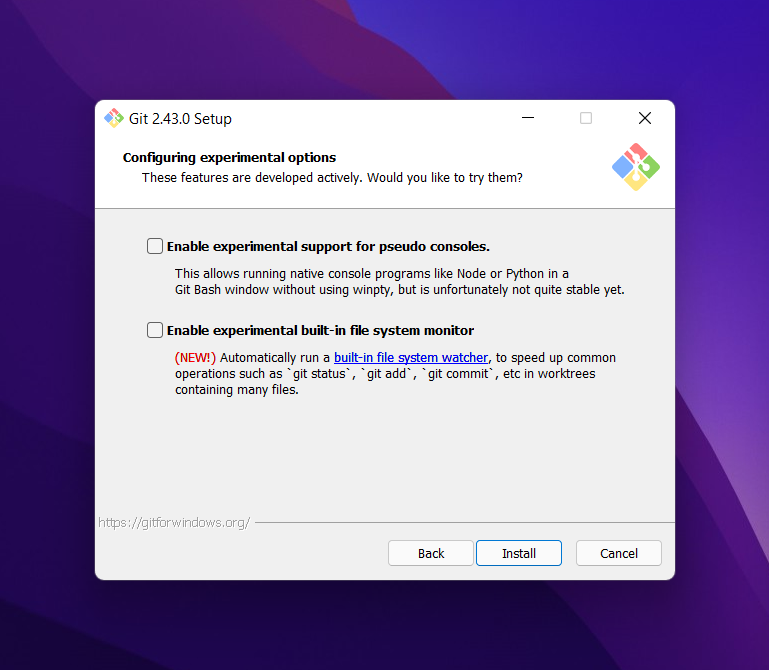 Git 2.43.0 Setup
Configuring experimental options
These features are developed actively. Would you like to try them?
Enable experimental support for pseudo consoles.
This allows running native console programs like Node or Python in a
Git Bash window without using winpty, but is unfortunately not quite stable yet.
Enable experimental built-in file system monitor
(NEW!) Automatically run a built-in file system watcher, to speed up common
operations such as `git status`, `git add`, `git commit`, etc in worktrees
containing many files.
https://gitforwindows.org/
Back Install Cancel